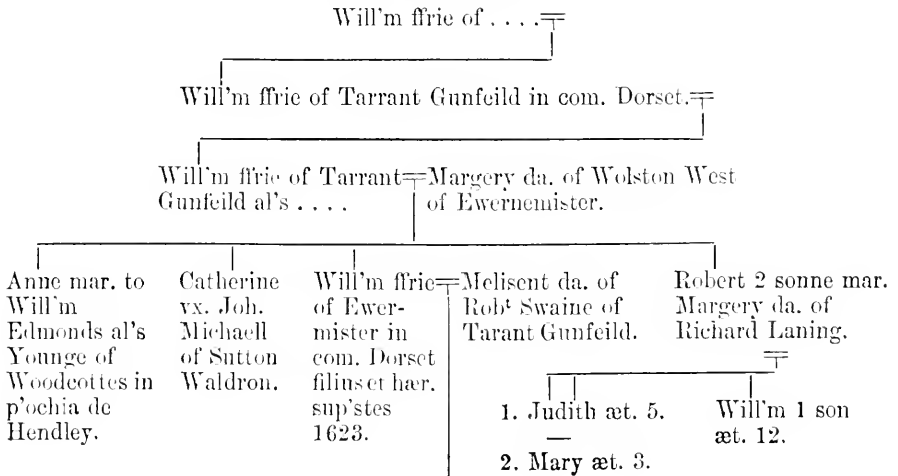 Will'm ffrie of . . . .
Will'm ffrie of Tarrant Gunfeild in com. Dorset.
Will'm ffrie of Tarrant
Gunfeild al's . . . .
Margery da. of Wolston West
of Ewernemister.
Anne mar. to
Will'm
Edmonds al's
Younge of
Woodcottes in
p'ochia de
Hendley.
Catherine
vx. Joh.
Michaell
of Sutton
Waldron.
Will'm ffrie
of Ewer-
mister in
com. Dorset
filius et hær.
sup'stes
1623.
Melisent da. of
Robᵗ Swaine of
Tarant Gunfeild.
Robert 2 sonne mar.
Margery da. of
Richard Laning.
1. Judith æt. 5.
—
2. Mary æt. 3.
Will'm 1 son
æt. 12.